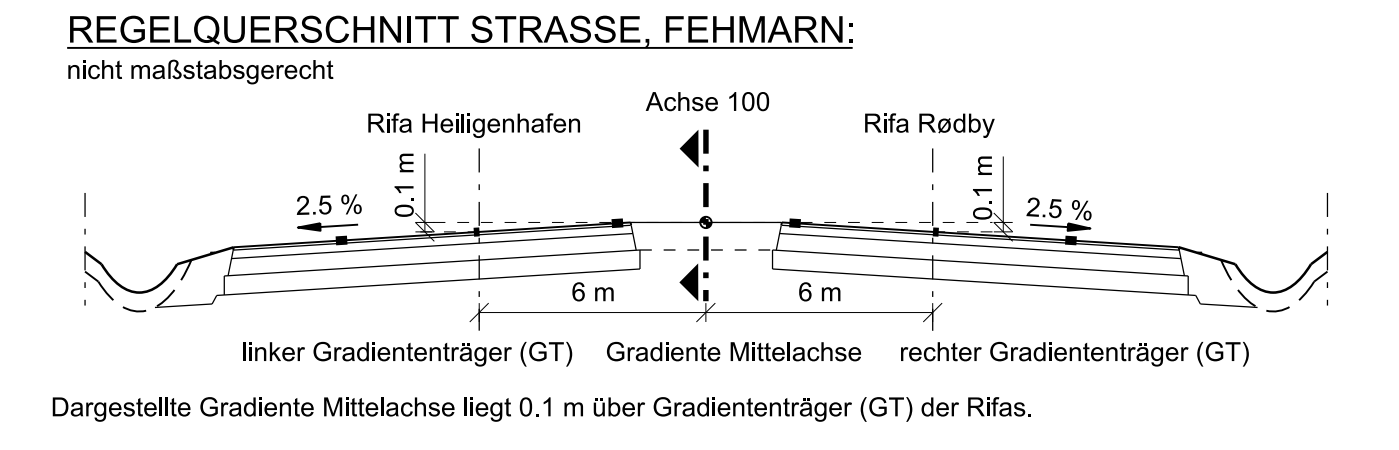 REGELQUERSCHNITT STRASSE, FEHMARN:
nicht maßstabsgerecht
Achse 100
Rifa Heiligenhafen
Rifa Rødby
0.1 m
0.1 m
2.5 %
2.5 %
6 m
6 m
linker Gradiententräger (GT)
Gradiente Mittelachse
rechter Gradiententräger (GT)
Dargestellte Gradiente Mittelachse liegt 0.1 m über Gradiententräger (GT) der Rifas.